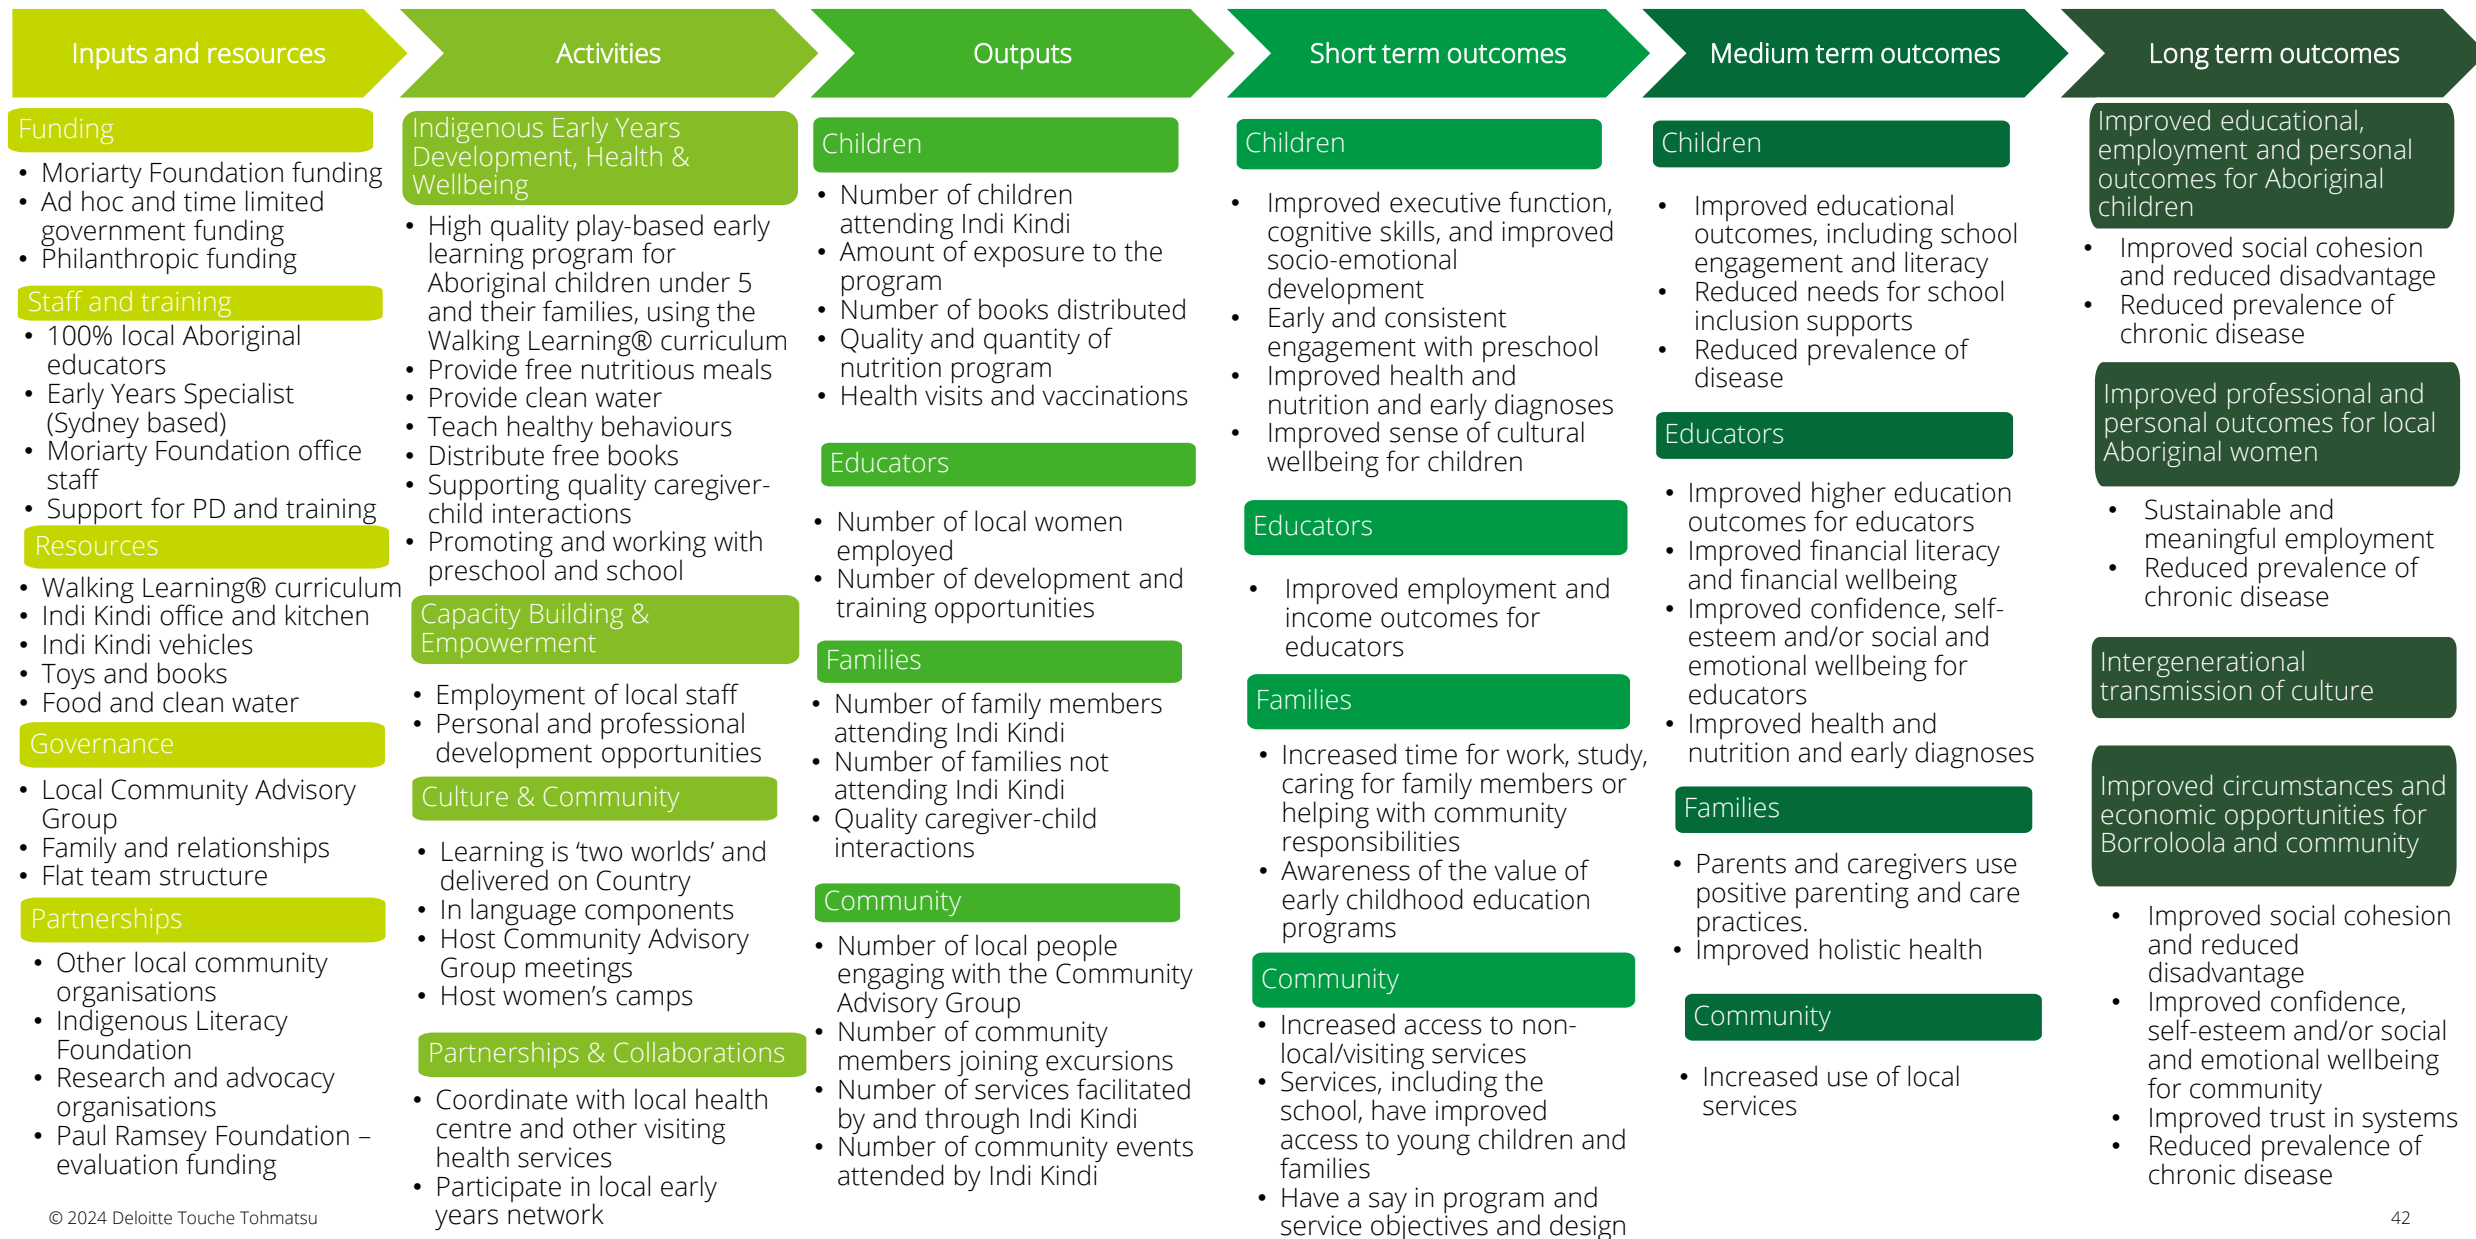 Inputs and resources
Activities
Outputs
Short term outcomes
Medium term outcomes
Long term outcomes
Funding
• Moriarty Foundation funding
• Ad hoc and time limited
government funding
• Philanthropic funding
Staff and training
• 100% local Aboriginal
educators
• Early Years Specialist
(Sydney based)
• Moriarty Foundation office
staff
• Support for PD and training
Resources
• Walking Learning® curriculum
• Indi Kindi office and kitchen
• Indi Kindi vehicles
• Toys and books
• Food and clean water
Governance
• Local Community Advisory
Group
• Family and relationships
• Flat team structure
Partnerships
• Other local community
organisations
• Indigenous Literacy
Foundation
• Research and advocacy
organisations
• Paul Ramsey Foundation –
evaluation funding
Indigenous Early Years
Development, Health &
Wellbeing
• High quality play-based early
learning program for
Aboriginal children under 5
and their families, using the
Walking Learning® curriculum
• Provide free nutritious meals
• Provide clean water
• Teach healthy behaviours
• Distribute free books
• Supporting quality caregiver-
child interactions
• Promoting and working with
preschool and school
Capacity Building &
Empowerment
• Employment of local staff
• Personal and professional
development opportunities
Culture & Community
• Learning is ‘two worlds’ and
delivered on Country
• In language components
• Host Community Advisory
Group meetings
• Host women’s camps
Partnerships & Collaborations
• Coordinate with local health
centre and other visiting
health services
• Participate in local early
years network
Children
• Number of children
attending Indi Kindi
• Amount of exposure to the
program
• Number of books distributed
• Quality and quantity of
nutrition program
• Health visits and vaccinations
Educators
• Number of local women
employed
• Number of development and
training opportunities
Families
• Number of family members
attending Indi Kindi
• Number of families not
attending Indi Kindi
• Quality caregiver-child
interactions
Community
• Number of local people
engaging with the Community
Advisory Group
• Number of community
members joining excursions
• Number of services facilitated
by and through Indi Kindi
• Number of community events
attended by Indi Kindi
Children
• Improved executive function,
cognitive skills, and improved
socio-emotional
development
• Early and consistent
engagement with preschool
• Improved health and
nutrition and early diagnoses
• Improved sense of cultural
wellbeing for children
Educators
• Improved employment and
income outcomes for
educators
Families
• Increased time for work, study,
caring for family members or
helping with community
responsibilities
• Awareness of the value of
early childhood education
programs
Community
• Increased access to non-
local/visiting services
• Services, including the
school, have improved
access to young children and
families
• Have a say in program and
service objectives and design
Children
• Improved educational
outcomes, including school
engagement and literacy
• Reduced needs for school
inclusion supports
• Reduced prevalence of
disease
Educators
• Improved higher education
outcomes for educators
• Improved financial literacy
and financial wellbeing
• Improved confidence, self-
esteem and/or social and
emotional wellbeing for
educators
• Improved health and
nutrition and early diagnoses
Families
• Parents and caregivers use
positive parenting and care
practices.
• Improved holistic health
Community
• Increased use of local
services
Improved educational,
employment and personal
outcomes for Aboriginal
children
• Improved social cohesion
and reduced disadvantage
• Reduced prevalence of
chronic disease
Improved professional and
personal outcomes for local
Aboriginal women
• Sustainable and
meaningful employment
• Reduced prevalence of
chronic disease
Intergenerational
transmission of culture
Improved circumstances and
economic opportunities for
Borroloola and community
• Improved social cohesion
and reduced
disadvantage
• Improved confidence,
self-esteem and/or social
and emotional wellbeing
for community
• Improved trust in systems
• Reduced prevalence of
chronic disease
© 2024 Deloitte Touche Tohmatsu
42